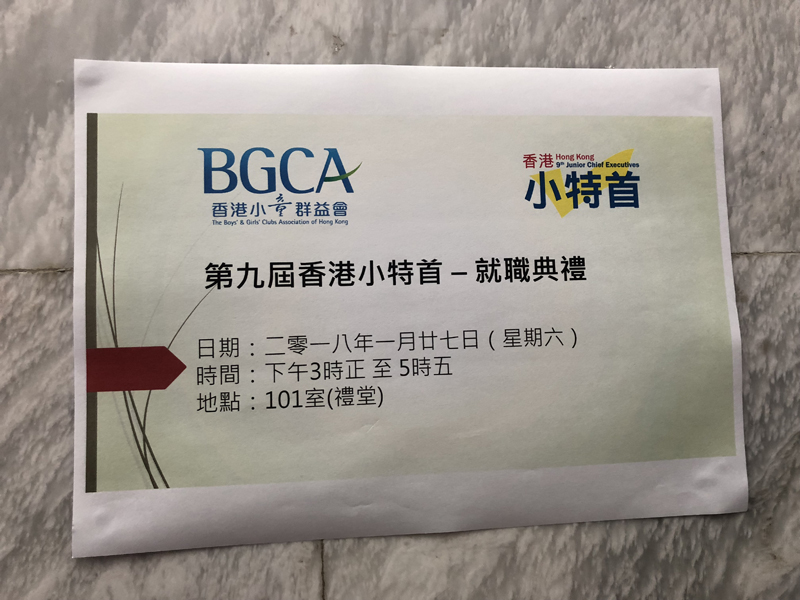 BGCA
香港小童群益會
The Boys' & Girls' Clubs Association of Hong Kong
香港 Hong Kong
9th Junior Chief Executives
小特首
第九屆香港小特首 – 就職典禮
日期：二零一八年一月廿七日（星期六）
時間：下午3時正 至 5時五
地點：101室(禮堂)